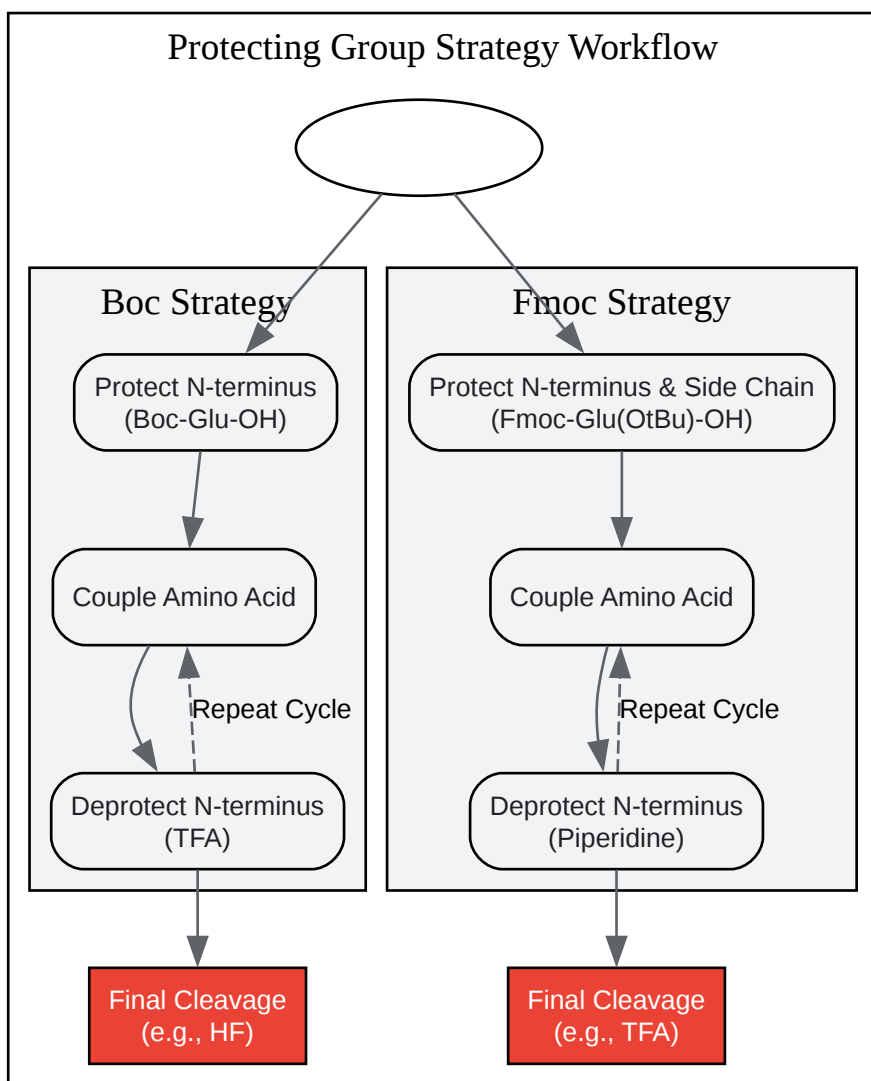 Protecting Group Strategy Workflow
Boc Strategy
Protect N-terminus
(Boc-Glu-OH)
Couple Amino Acid
Repeat Cycle
Deprotect N-terminus
(TFA)
Final Cleavage
(e.g., HF)
Fmoc Strategy
Protect N-terminus & Side Chain
(Fmoc-Glu(OtBu)-OH)
Couple Amino Acid
Repeat Cycle
Deprotect N-terminus
(Piperidine)
Final Cleavage
(e.g., TFA)